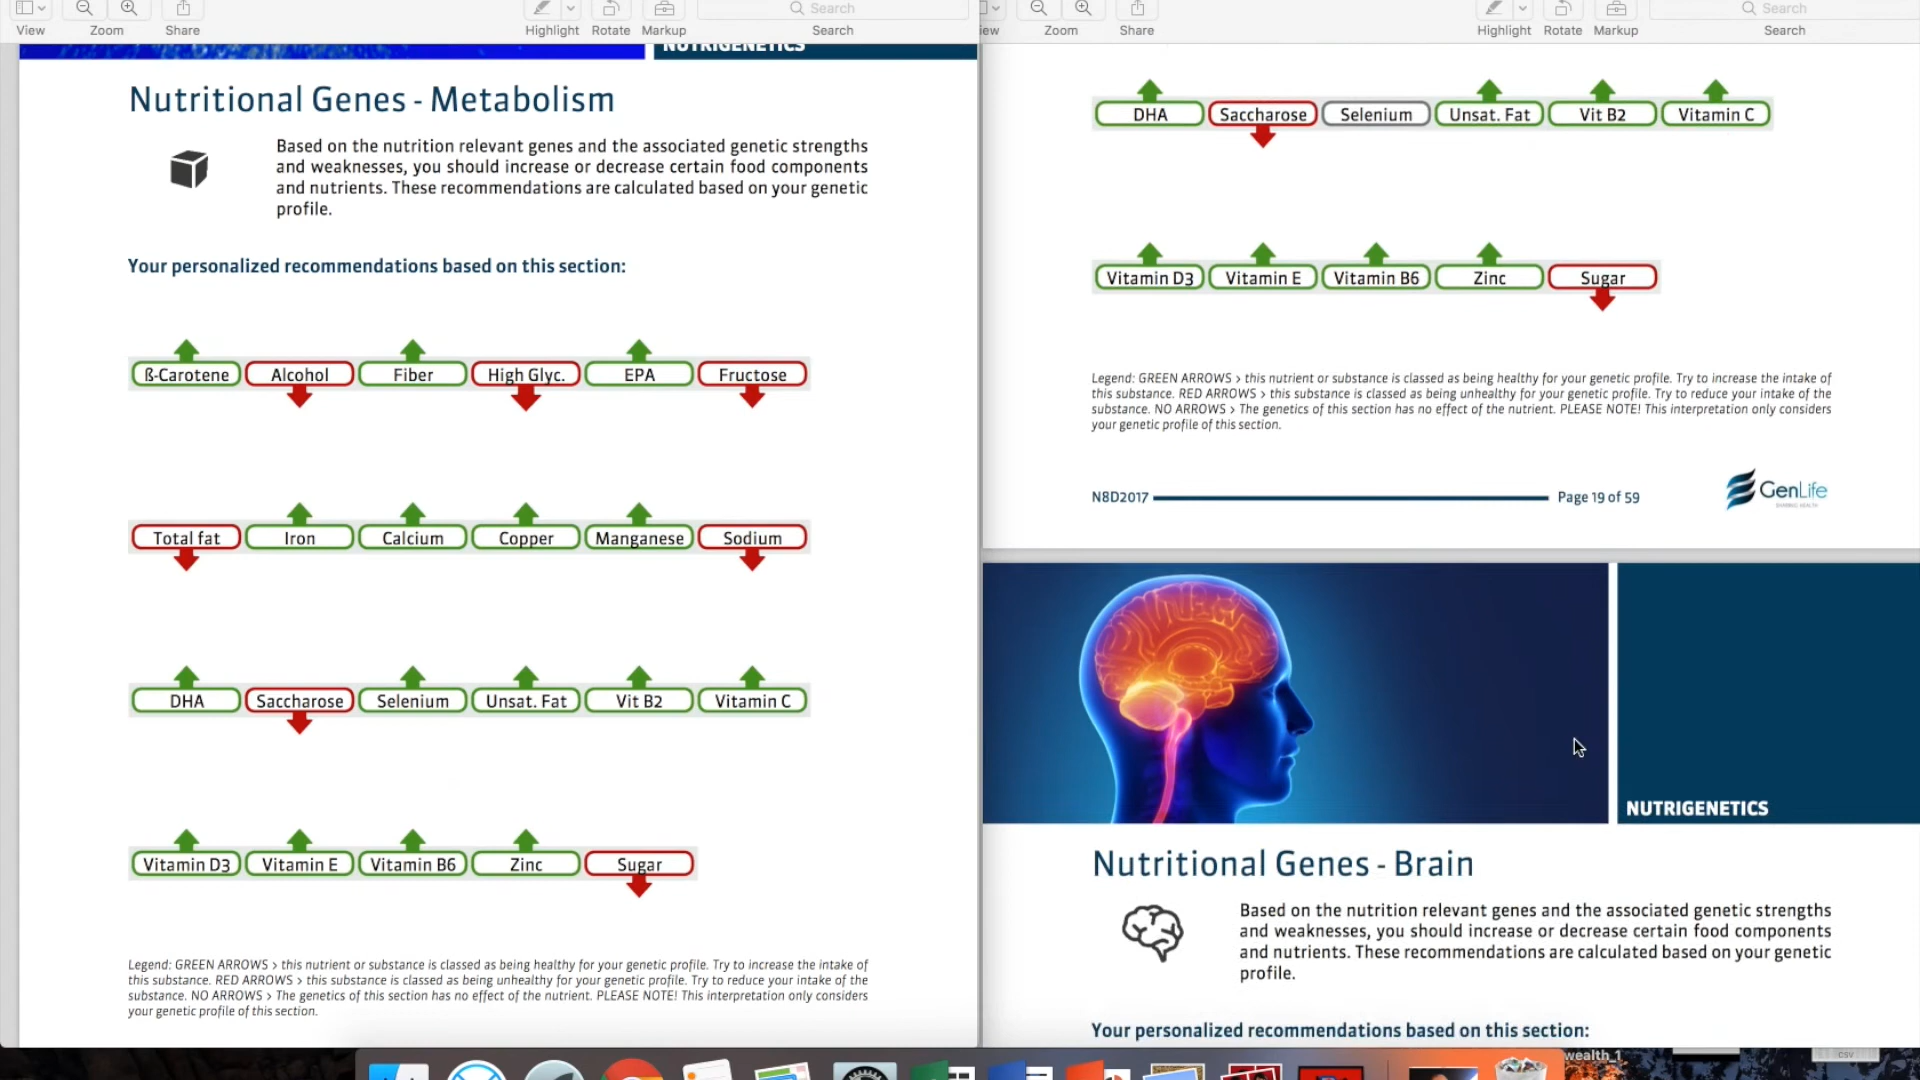 View
Zoom
Share
Highlight
Rotate
Markup
Search
Search
NUTRIGENETICS
Nutritional Genes - Metabolism
Based on the nutrition relevant genes and the associated genetic strengths
and weaknesses, you should increase or decrease certain food components
and nutrients. These recommendations are calculated based on your genetic
profile.
Your personalized recommendations based on this section:
ß-Carotene Alcohol Fiber High Glyc. EPA Fructose
Total fat Iron Calcium Copper Manganese Sodium
DHA Saccharose Selenium Unsat. Fat Vit B2 Vitamin C
Vitamin D3 Vitamin E Vitamin B6 Zinc Sugar
Legend: GREEN ARROWS > this nutrient or substance is classed as being healthy for your genetic profile. Try to increase the intake of
this substance. RED ARROWS > this substance is classed as being unhealthy for your genetic profile. Try to reduce your intake of the
substance. NO ARROWS > The genetics of this section has no effect of the nutrient. PLEASE NOTE! This interpretation only considers
your genetic profile of this section.
iew
Zoom
Share
Highlight
Rotate
Markup
Search
Search
DHA Saccharose Selenium Unsat. Fat Vit B2 Vitamin C
Vitamin D3 Vitamin E Vitamin B6 Zinc Sugar
Legend: GREEN ARROWS > this nutrient or substance is classed as being healthy for your genetic profile. Try to increase the intake of
this substance. RED ARROWS > this substance is classed as being unhealthy for your genetic profile. Try to reduce your intake of the
substance. NO ARROWS > The genetics of this section has no effect of the nutrient. PLEASE NOTE! This interpretation only considers
your genetic profile of this section.
N8D2017 Page 19 of 59
GenLife
NUTRIGENETICS
Nutritional Genes - Brain
Based on the nutrition relevant genes and the associated genetic strengths
and weaknesses, you should increase or decrease certain food components
and nutrients. These recommendations are calculated based on your genetic
profile.
Your personalized recommendations based on this section:
wealth_1
csv